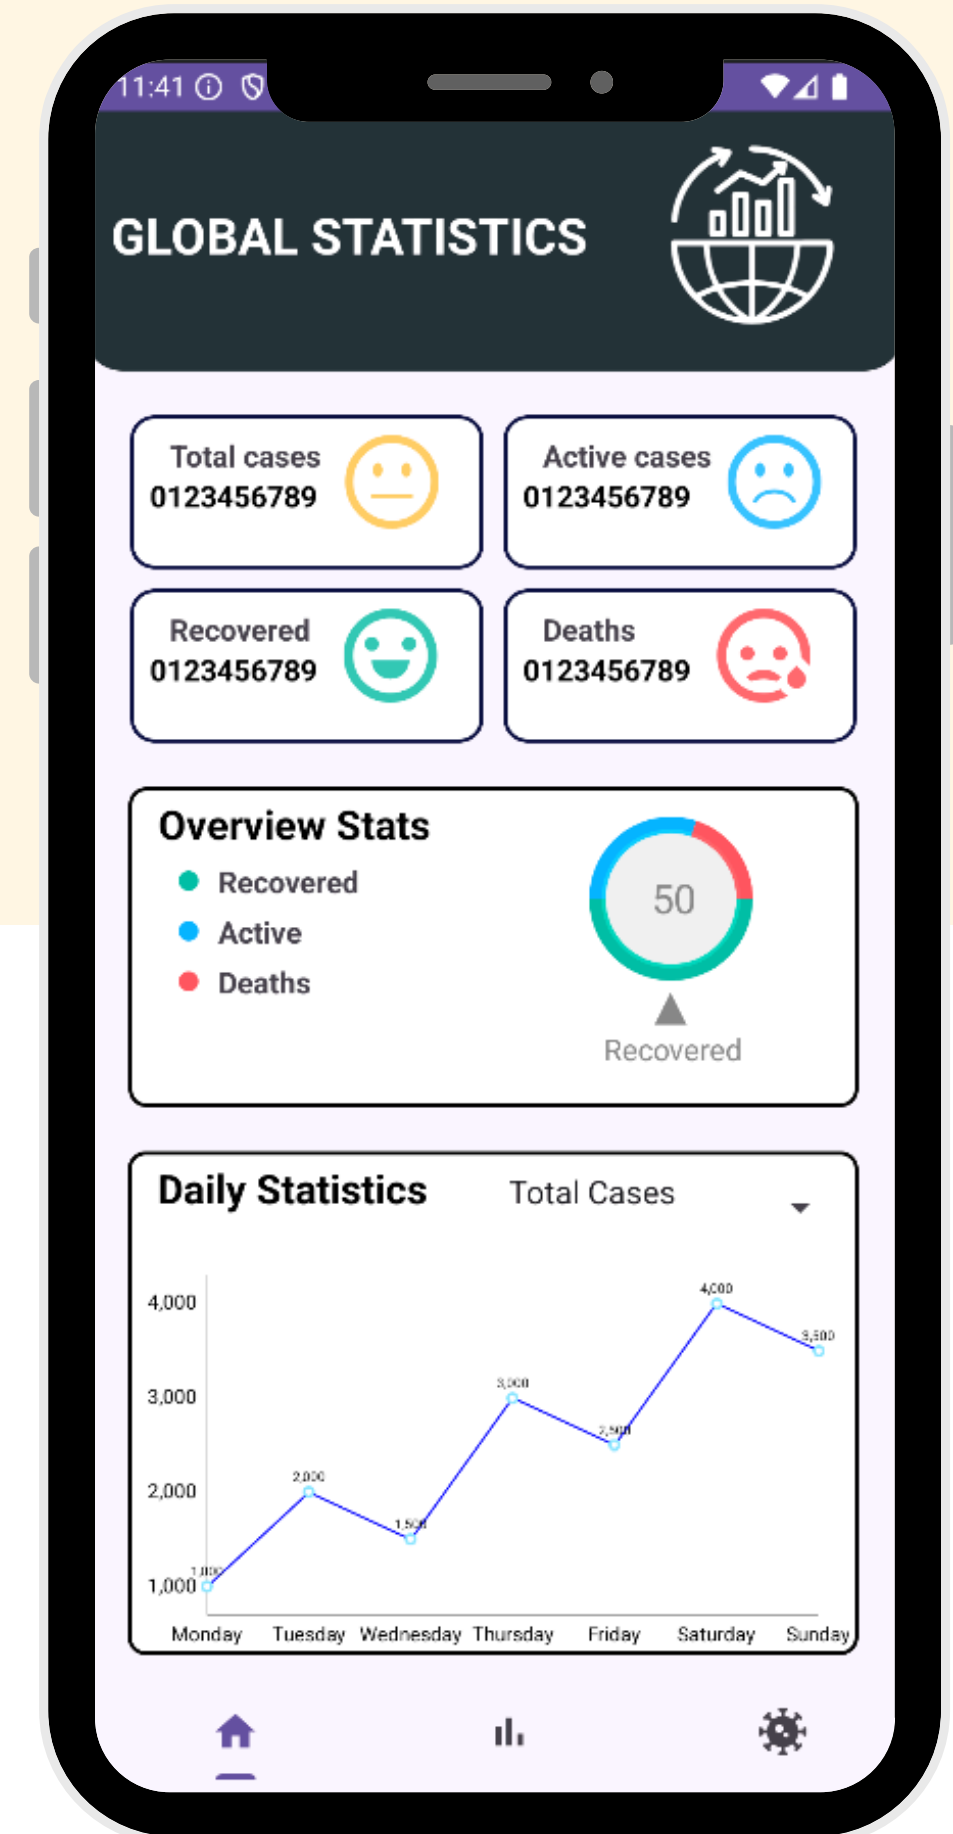 11:41
GLOBAL STATISTICS
Total cases
0123456789
Active cases
0123456789
Recovered
0123456789
Deaths
0123456789
Overview Stats
Recovered
Active
Deaths
50
Recovered
Daily Statistics
Total Cases
4,000
3,000
2,000
1,000
1,000
2,000
1,500
3,000
2,500
4,000
3,500
Monday Tuesday Wednesday Thursday Friday Saturday Sunday